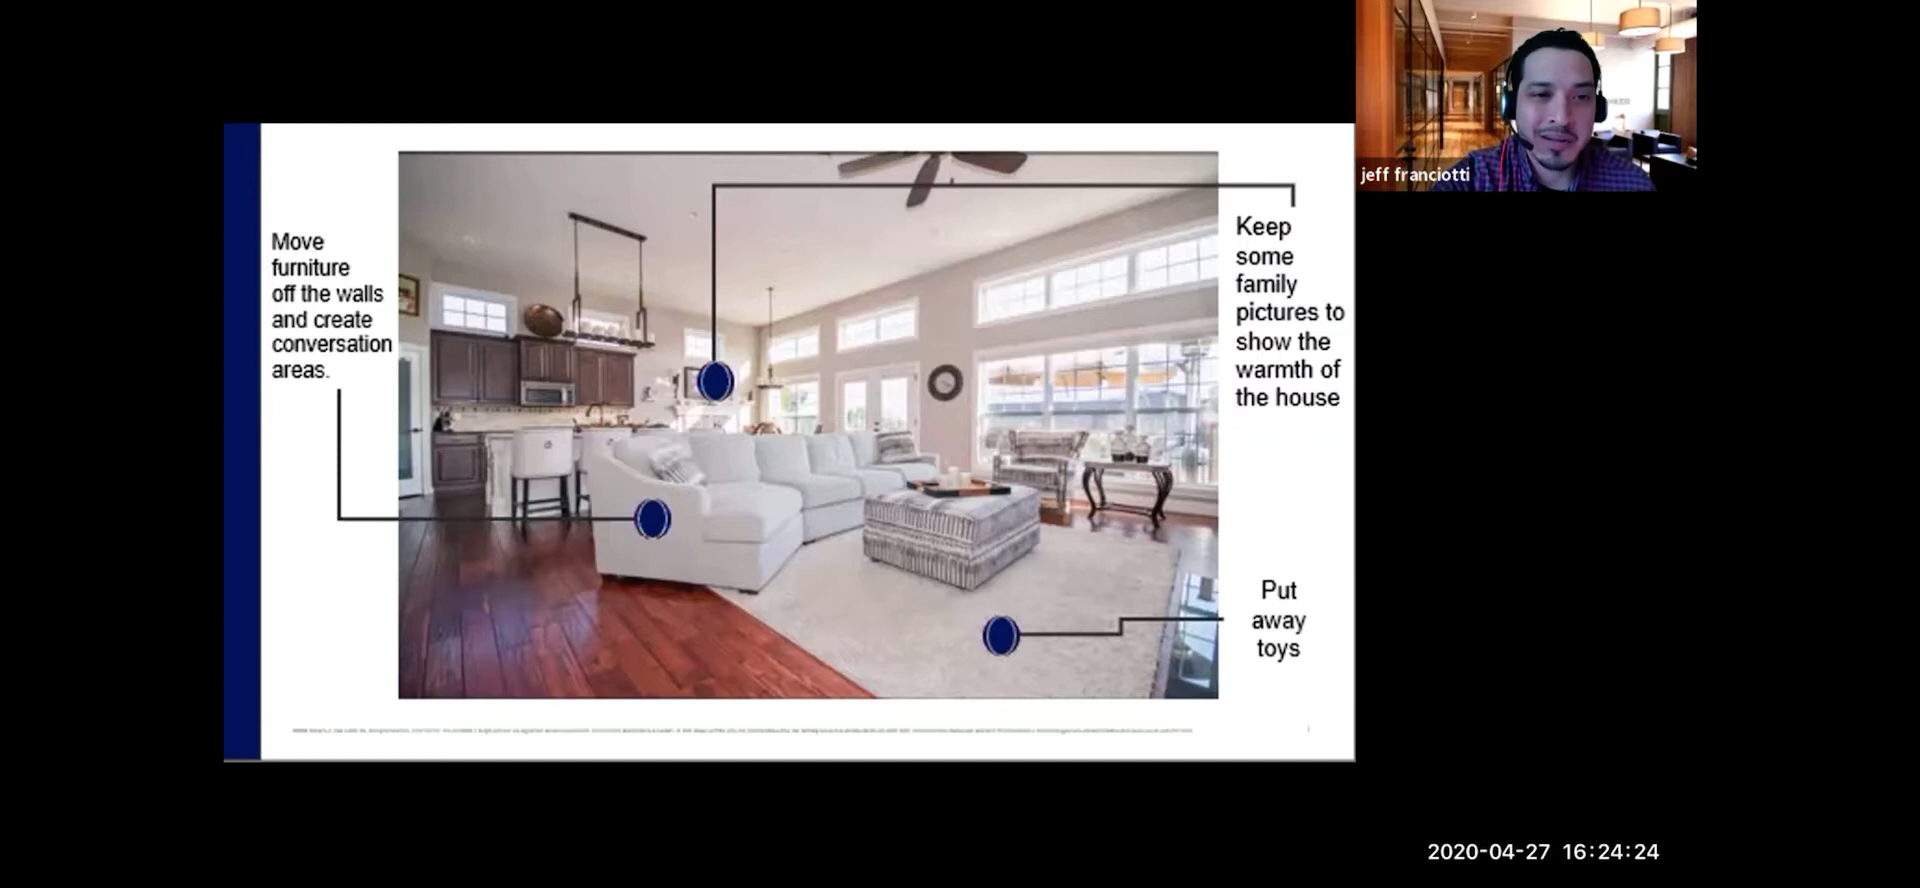 jeff franciotti
Move
furniture
off the walls
and create
conversation
areas.
Keep
some
family
pictures to
show the
warmth of
the house
Put
away
toys
2020-04-27 16:24:24